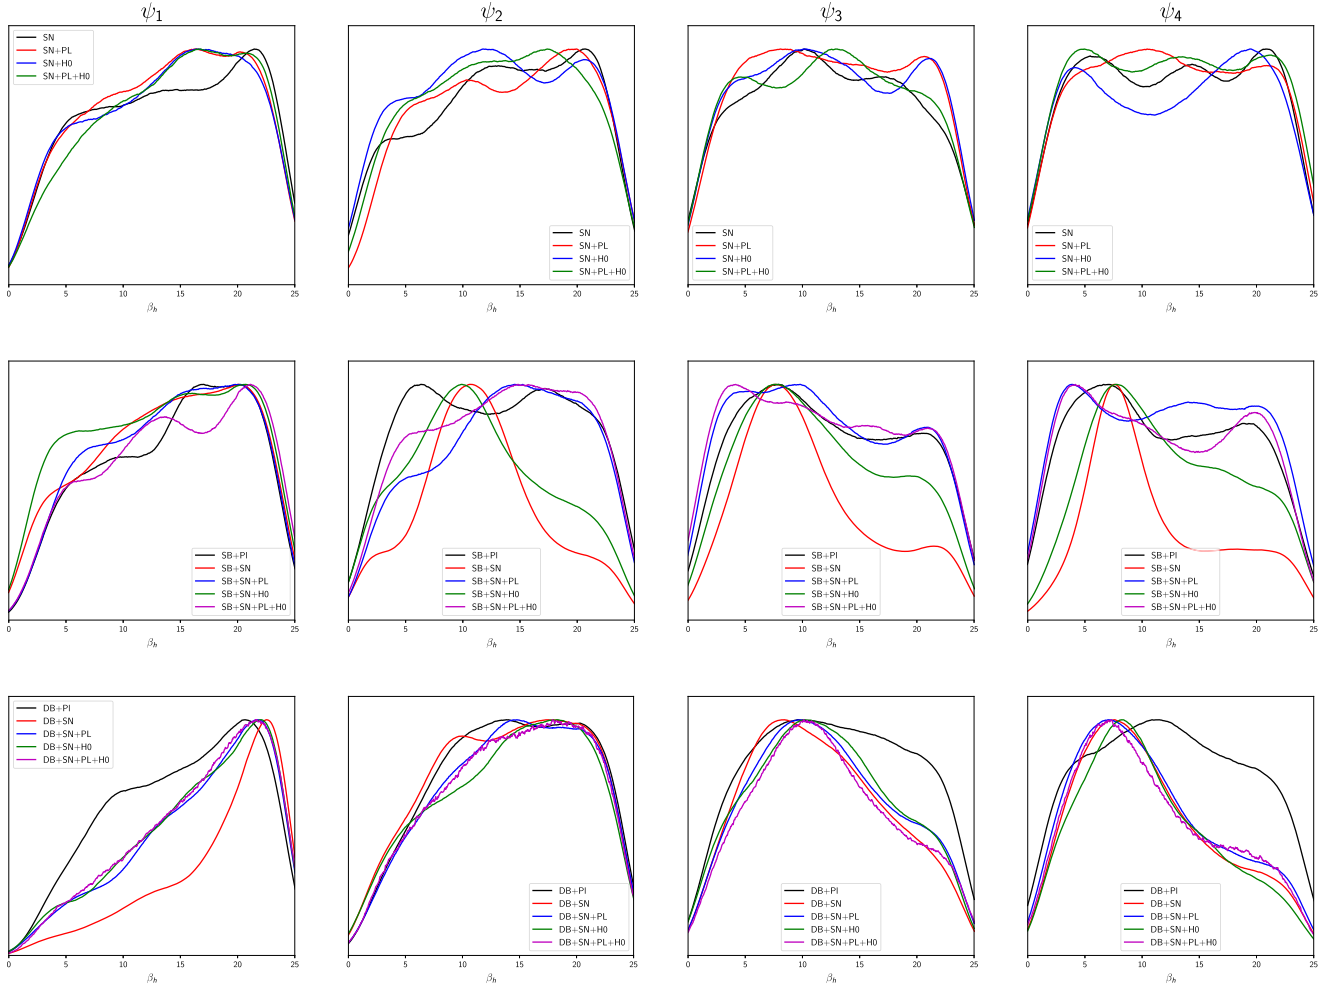 ψ1 ψ2 ψ3 ψ4
SN
SN+PL
SN+H0
SN+PL+H0
0 5 10 15 20 25
βh
SN
SN+PL
SN+H0
SN+PL+H0
0 5 10 15 20 25
βh
SN
SN+PL
SN+H0
SN+PL+H0
0 5 10 15 20 25
βh
SN
SN+PL
SN+H0
SN+PL+H0
0 5 10 15 20 25
βh
SB+PI
SB+SN
SB+SN+PL
SB+SN+H0
SB+SN+PL+H0
0 5 10 15 20 25
βh
SB+PI
SB+SN
SB+SN+PL
SB+SN+H0
SB+SN+PL+H0
0 5 10 15 20 25
βh
SB+PI
SB+SN
SB+SN+PL
SB+SN+H0
SB+SN+PL+H0
0 5 10 15 20 25
βh
SB+PI
SB+SN
SB+SN+PL
SB+SN+H0
SB+SN+PL+H0
0 5 10 15 20 25
βh
DB+PI
DB+SN
DB+SN+PL
DB+SN+H0
DB+SN+PL+H0
0 5 10 15 20 25
βh
DB+PI
DB+SN
DB+SN+PL
DB+SN+H0
DB+SN+PL+H0
0 5 10 15 20 25
βh
DB+PI
DB+SN
DB+SN+PL
DB+SN+H0
DB+SN+PL+H0
0 5 10 15 20 25
βh
DB+PI
DB+SN
DB+SN+PL
DB+SN+H0
DB+SN+PL+H0
0 5 10 15 20 25
βh